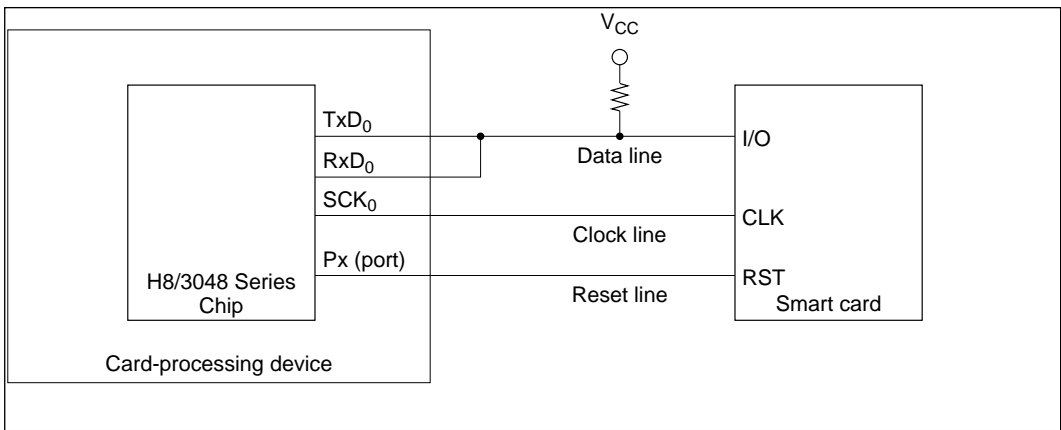 VCC
TxD0
RxD0
SCK0
Px (port)
H8/3048 Series
Chip
Card-processing device
Data line
Clock line
Reset line
I/O
CLK
RST
Smart card